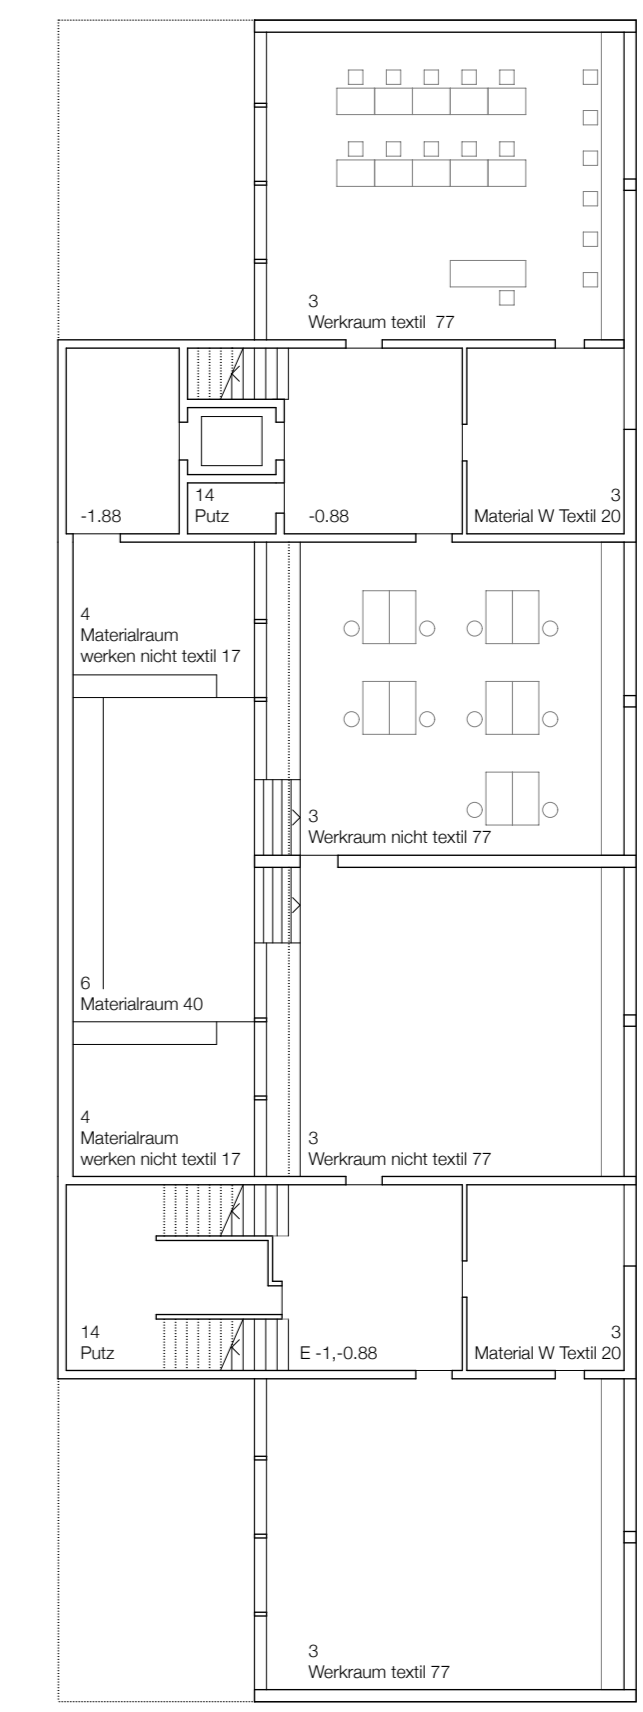 3
Werkraum textil  77
14
Putz
3
Material W Textil 20
-1.88
-0.88
4
Materialraum
werken nicht textil 17
3
Werkraum nicht textil 77
6
Materialraum 40
4
Materialraum
werken nicht textil 17
3
Werkraum nicht textil 77
14
Putz
E -1,-0.88
3
Material W Textil 20
3
Werkraum textil 77